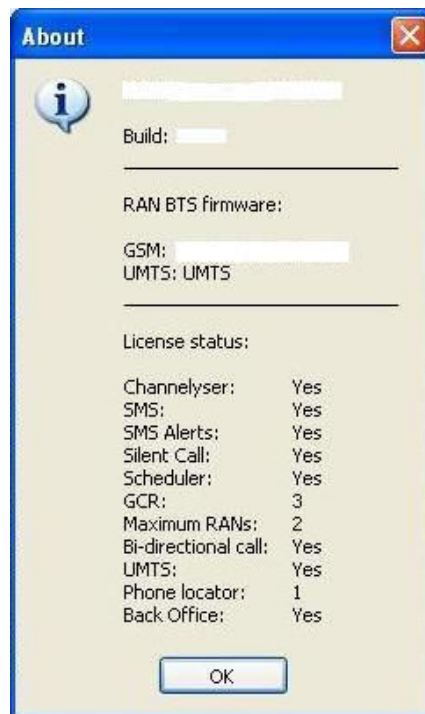 About
Build:
RAN BTS firmware:
GSM:
UMTS: UMTS
License status:
Channelyser: Yes
SMS: Yes
SMS Alerts: Yes
Silent Call: Yes
Scheduler: Yes
GCR: 3
Maximum RANs: 2
Bi-directional call: Yes
UMTS: Yes
Phone locator: 1
Back Office: Yes
OK